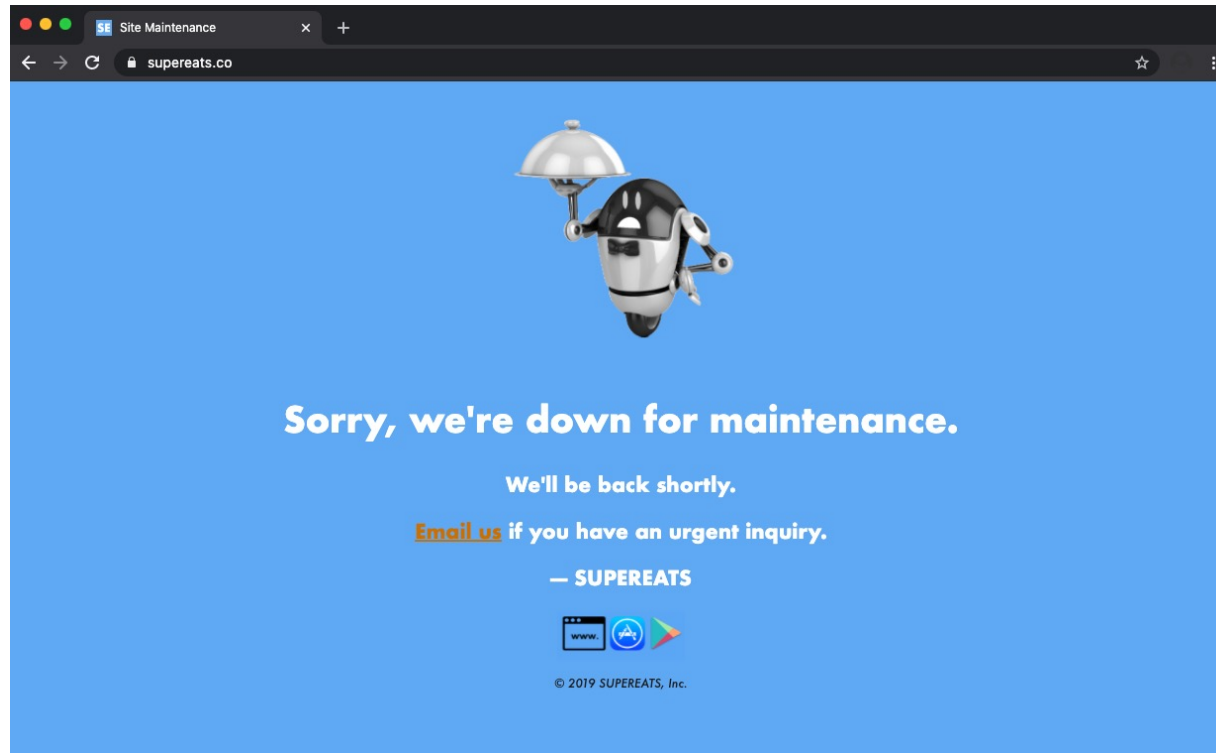 SE Site Maintenance
supereats.co
Sorry, we're down for maintenance.
We'll be back shortly.
Email us if you have an urgent inquiry.
— SUPEREATS
www.
© 2019 SUPEREATS, Inc.